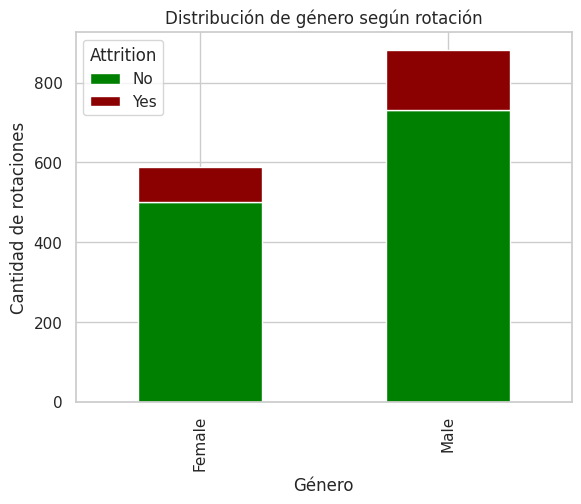 Distribución de género según rotación
Attrition
No
Yes
800
600
400
200
0
Cantidad de rotaciones
Female
Male
Género